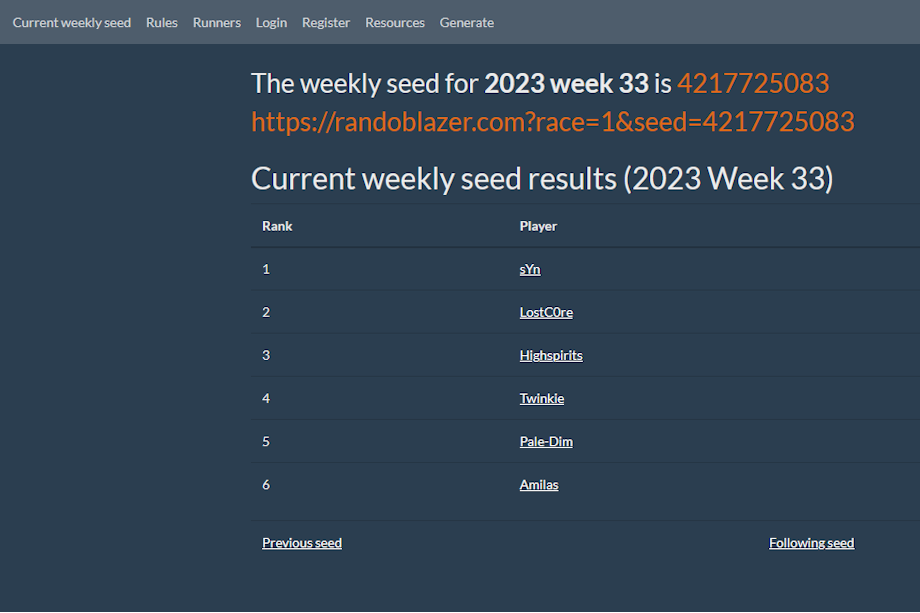 Current weekly seed Rules Runners Login Register Resources Generate
The weekly seed for 2023 week 33 is 4217725083
https://randoblazer.com?race=1&seed=4217725083
Current weekly seed results (2023 Week 33)
Rank Player
1 sYn
2 LostC0re
3 Highspirits
4 Twinkie
5 Pale-Dim
6 Amilas
Previous seed Following seed